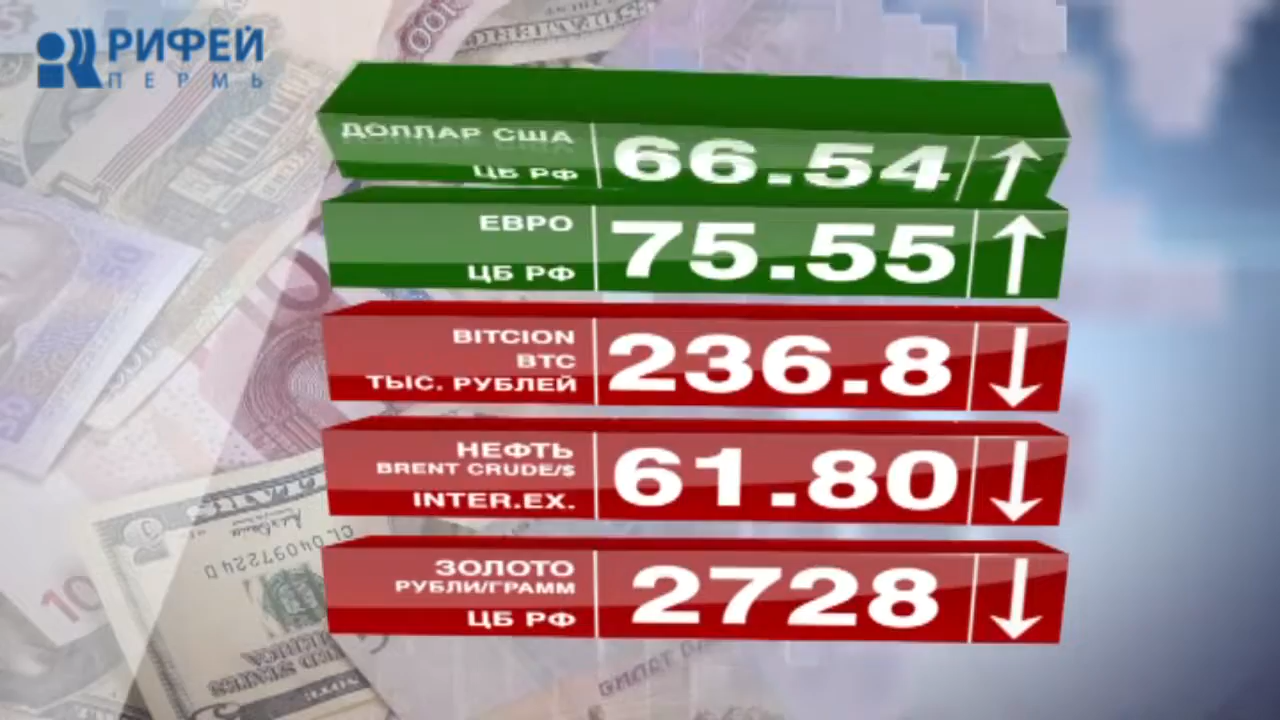 РИФЕЙ
ПЕРМЬ
ДОЛЛАР США
ЦБ РФ
66.54
ЕВРО
ЦБ РФ
75.55
BITCION
BTC
ТЫС. РУБЛЕЙ
236.8
НЕФТЬ
BRENT CRUDE/$
INTER.EX.
61.80
ЗОЛОТО
РУБЛИ/ГРАММ
ЦБ РФ
2728